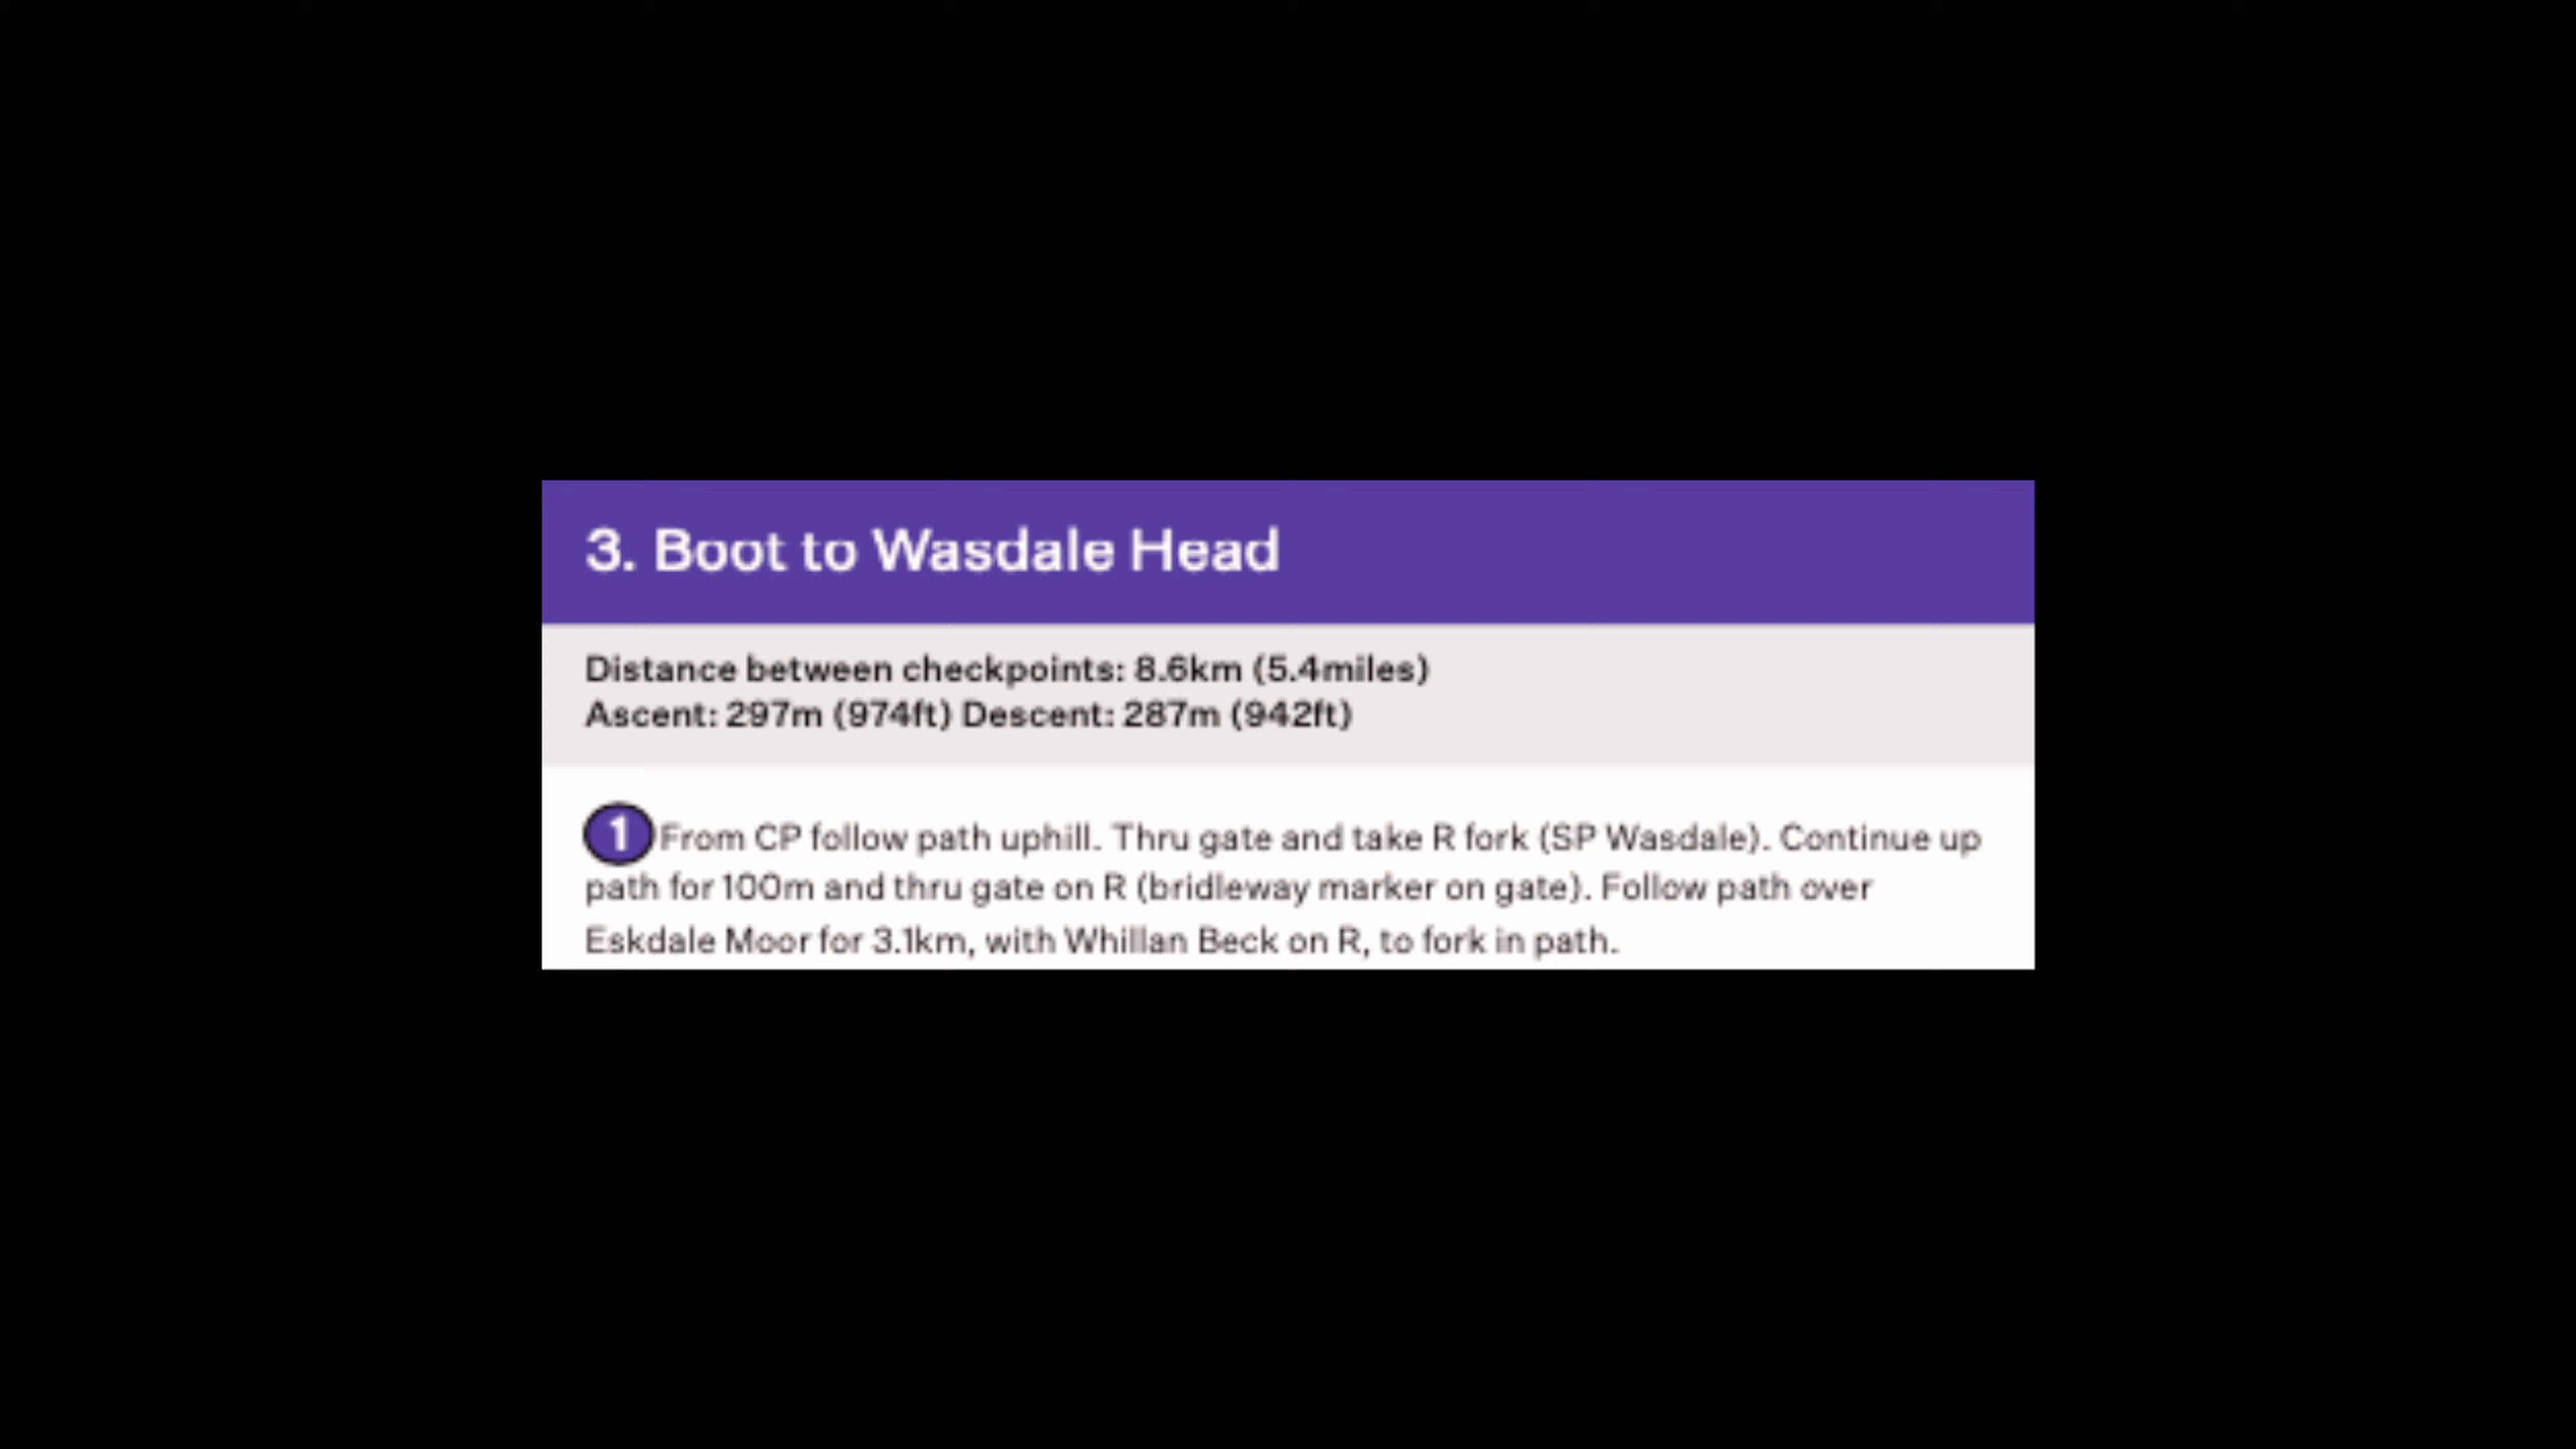 3. Boot to Wasdale Head
Distance between checkpoints: 8.6km (5.4miles)
Ascent: 297m (974ft) Descent: 287m (942ft)
1 From CP follow path uphill. Thru gate and take R fork (SP Wasdale). Continue up
path for 100m and thru gate on R (bridleway marker on gate). Follow path over
Eskdale Moor for 3.1km, with Whillan Beck on R, to fork in path.